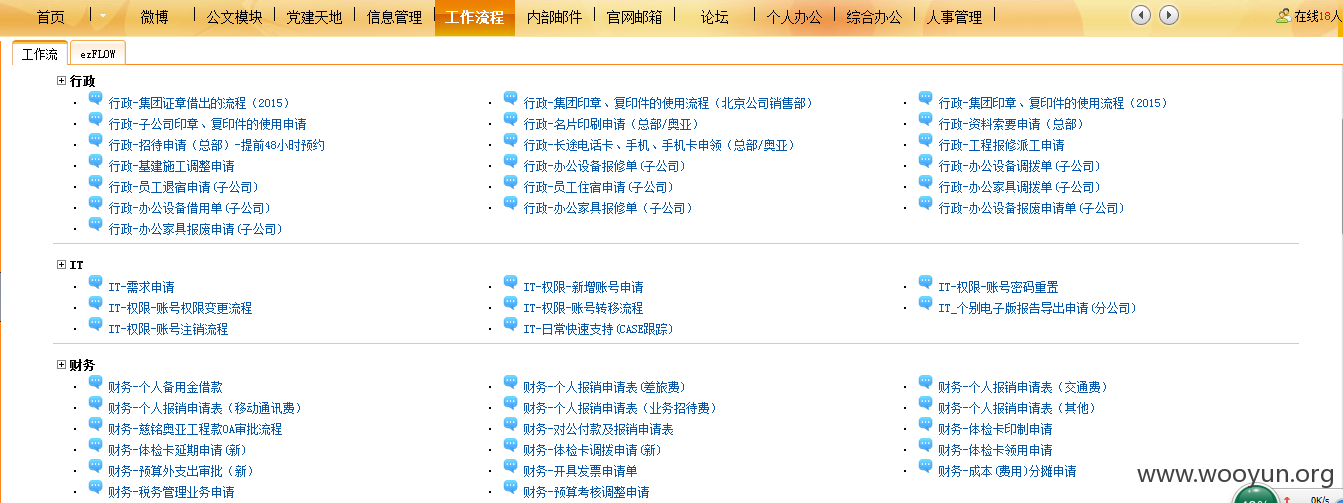 首页 微博 公文模块 党建天地 信息管理 工作流程 内部邮件 官网邮箱 论坛 个人办公 综合办公 人事管理 在线18人
工作流 ezFLOW
行政
行政-集团证章借出的流程（2015） 行政-集团印章、复印件的使用流程（北京公司销售部） 行政-集团印章、复印件的使用流程（2015）
行政-子公司印章、复印件的使用申请 行政-名片印刷申请（总部/奥亚） 行政-资料索要申请（总部）
行政-招待申请（总部）-提前48小时预约 行政-长途电话卡、手机、手机卡申领（总部/奥亚） 行政-工程报修派工申请
行政-基建施工调整申请 行政-办公设备报修单(子公司) 行政-办公设备调拨单(子公司)
行政-员工退宿申请(子公司) 行政-员工住宿申请(子公司) 行政-办公家具调拨单(子公司)
行政-办公设备借用单(子公司) 行政-办公家具报修单（子公司） 行政-办公设备报废申请单(子公司)
行政-办公家具报废申请(子公司)
IT
IT-需求申请 IT-权限-新增账号申请 IT-权限-账号密码重置
IT-权限-账号权限变更流程 IT-权限-账号转移流程 IT_个别电子版报告导出申请(分公司)
IT-权限-账号注销流程 IT-日常快速支持(CASE跟踪)
财务
财务-个人备用金借款 财务-个人报销申请表(差旅费) 财务-个人报销申请表（交通费）
财务-个人报销申请表（移动通讯费） 财务-个人报销申请表（业务招待费） 财务-个人报销申请表（其他）
财务-慈铭奥亚工程款OA审批流程 财务-对公付款及报销申请表 财务-体检卡印制申请
财务-体检卡延期申请(新) 财务-体检卡调拨申请(新) 财务-体检卡领用申请
财务-预算外支出审批（新） 财务-开具发票申请单 财务-成本(费用)分摊申请
财务-税务管理业务申请 财务-预算考核调整申请
www.wooyun.org
0K/s